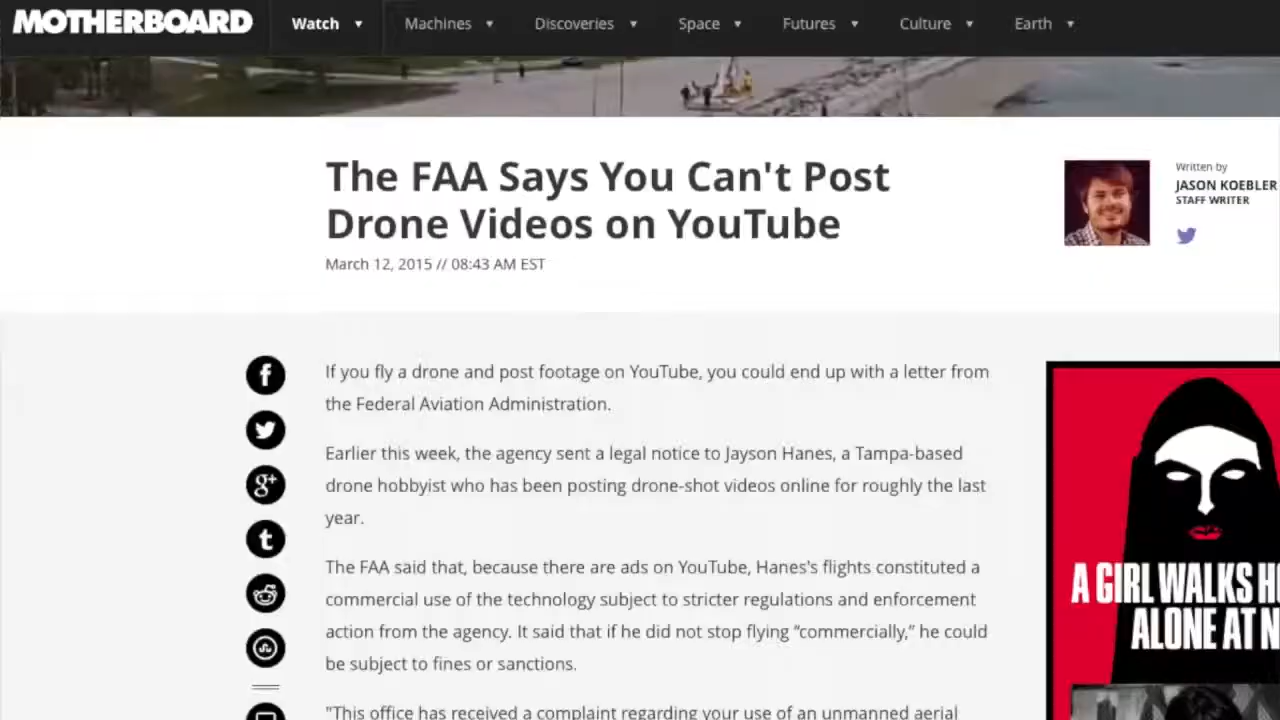 MOTHERBOARD Watch ▼ Machines ▼ Discoveries ▼ Space ▼ Futures ▼ Culture ▼ Earth ▼
The FAA Says You Can't Post
Drone Videos on YouTube
March 12, 2015 // 08:43 AM EST
Written by
JASON KOEBLER
STAFF WRITER
If you fly a drone and post footage on YouTube, you could end up with a letter from
the Federal Aviation Administration.
Earlier this week, the agency sent a legal notice to Jayson Hanes, a Tampa-based
drone hobbyist who has been posting drone-shot videos online for roughly the last
year.
The FAA said that, because there are ads on YouTube, Hanes's flights constituted a
commercial use of the technology subject to stricter regulations and enforcement
action from the agency. It said that if he did not stop flying “commercially,” he could
be subject to fines or sanctions.
"This office has received a complaint regarding your use of an unmanned aerial
A GIRL WALKS
ALONE AT